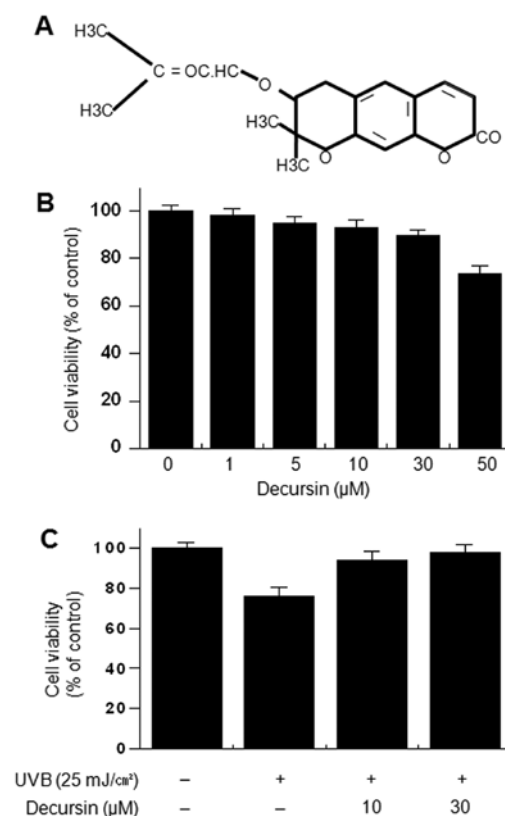 A
H3C
C = OC.HC O
H3C
H3C
H3C O O CO
B
Cell viability (% of control)
100
80
60
40
20
0
0 1 5 10 30 50
Decursin (µM)
C
Cell viability
(% of control)
100
80
60
40
20
0
UVB (25 mJ/㎠) – + + +
Decursin (µM) – – 10 30